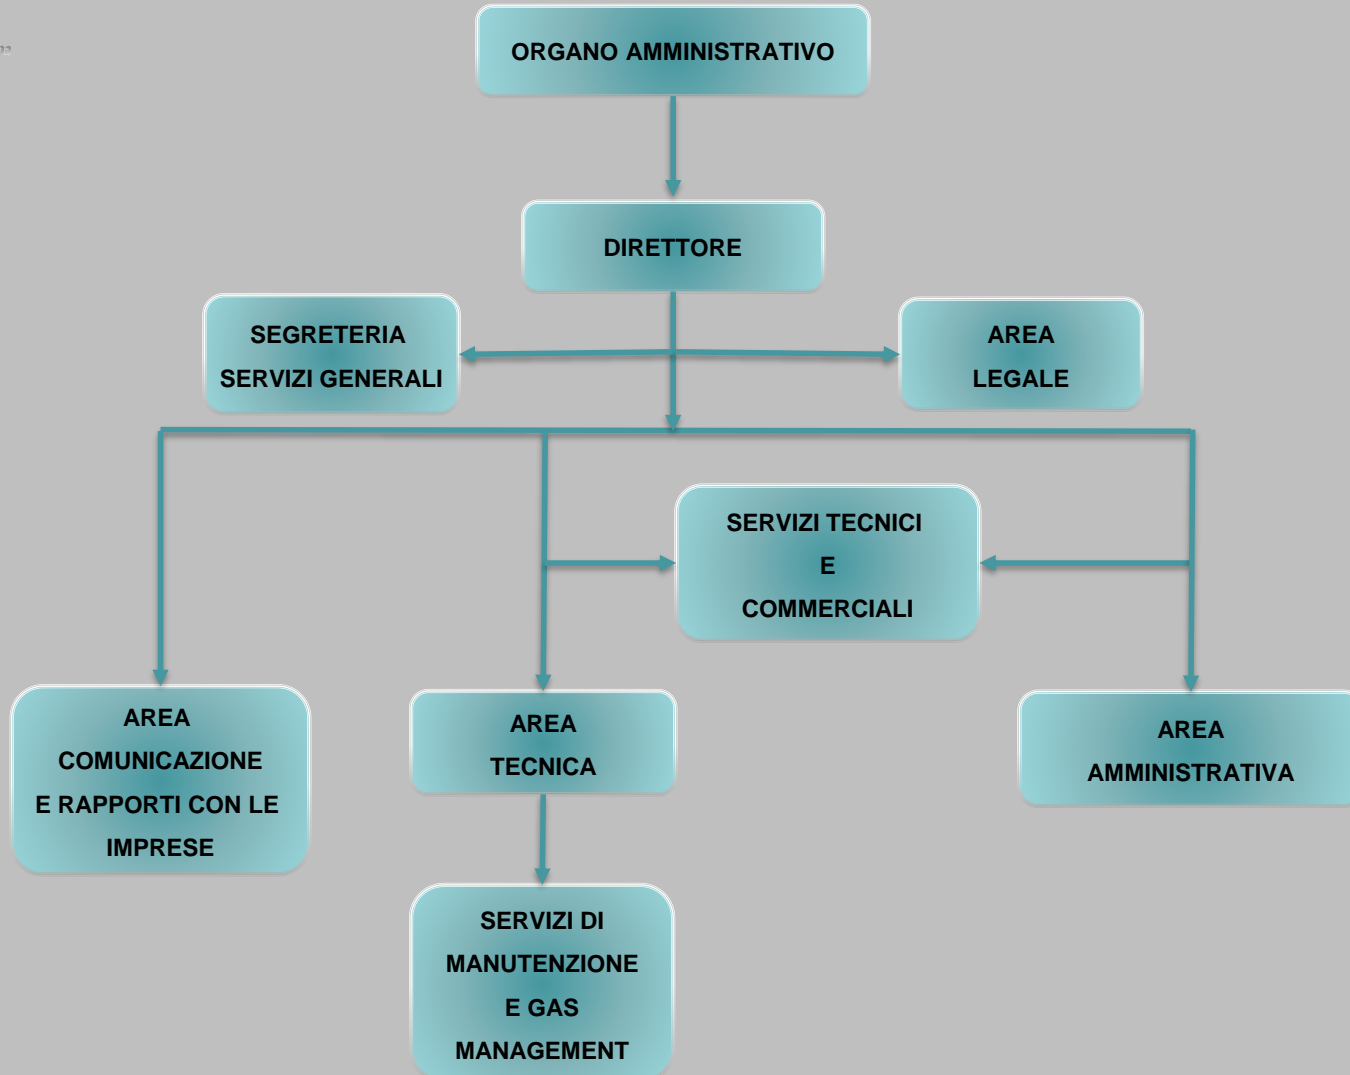 ORGANO AMMINISTRATIVO
DIRETTORE
SEGRETERIA
SERVIZI GENERALI
AREA
LEGALE
SERVIZI TECNICI
E
COMMERCIALI
AREA
COMUNICAZIONE
E RAPPORTI CON LE
IMPRESE
AREA
TECNICA
AREA
AMMINISTRATIVA
SERVIZI DI
MANUTENZIONE
E GAS
MANAGEMENT